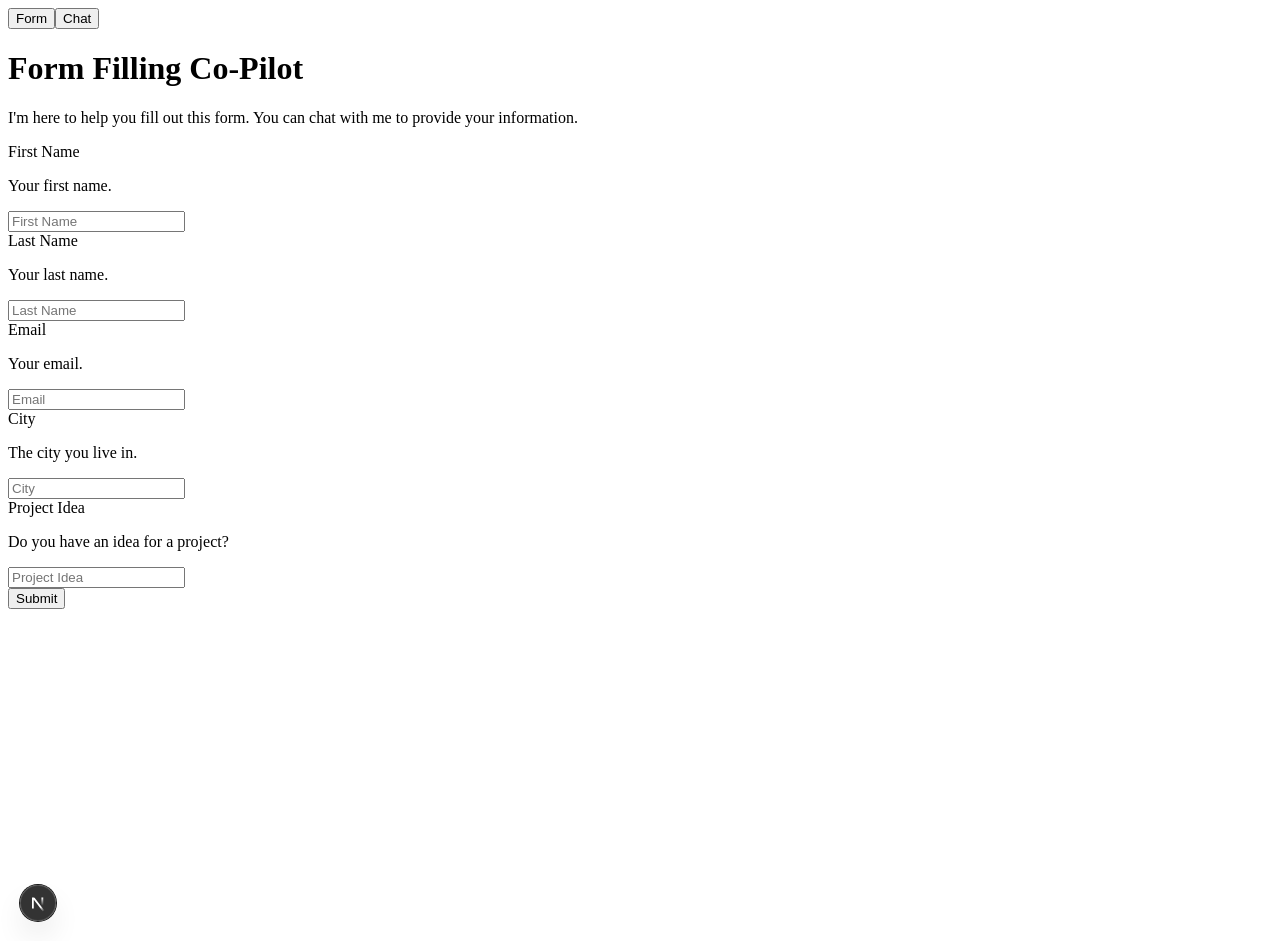 Form Chat
Form Filling Co-Pilot
I'm here to help you fill out this form. You can chat with me to provide your information.
First Name
Your first name.
First Name
Last Name
Your last name.
Last Name
Email
Your email.
Email
City
The city you live in.
City
Project Idea
Do you have an idea for a project?
Project Idea
Submit
N